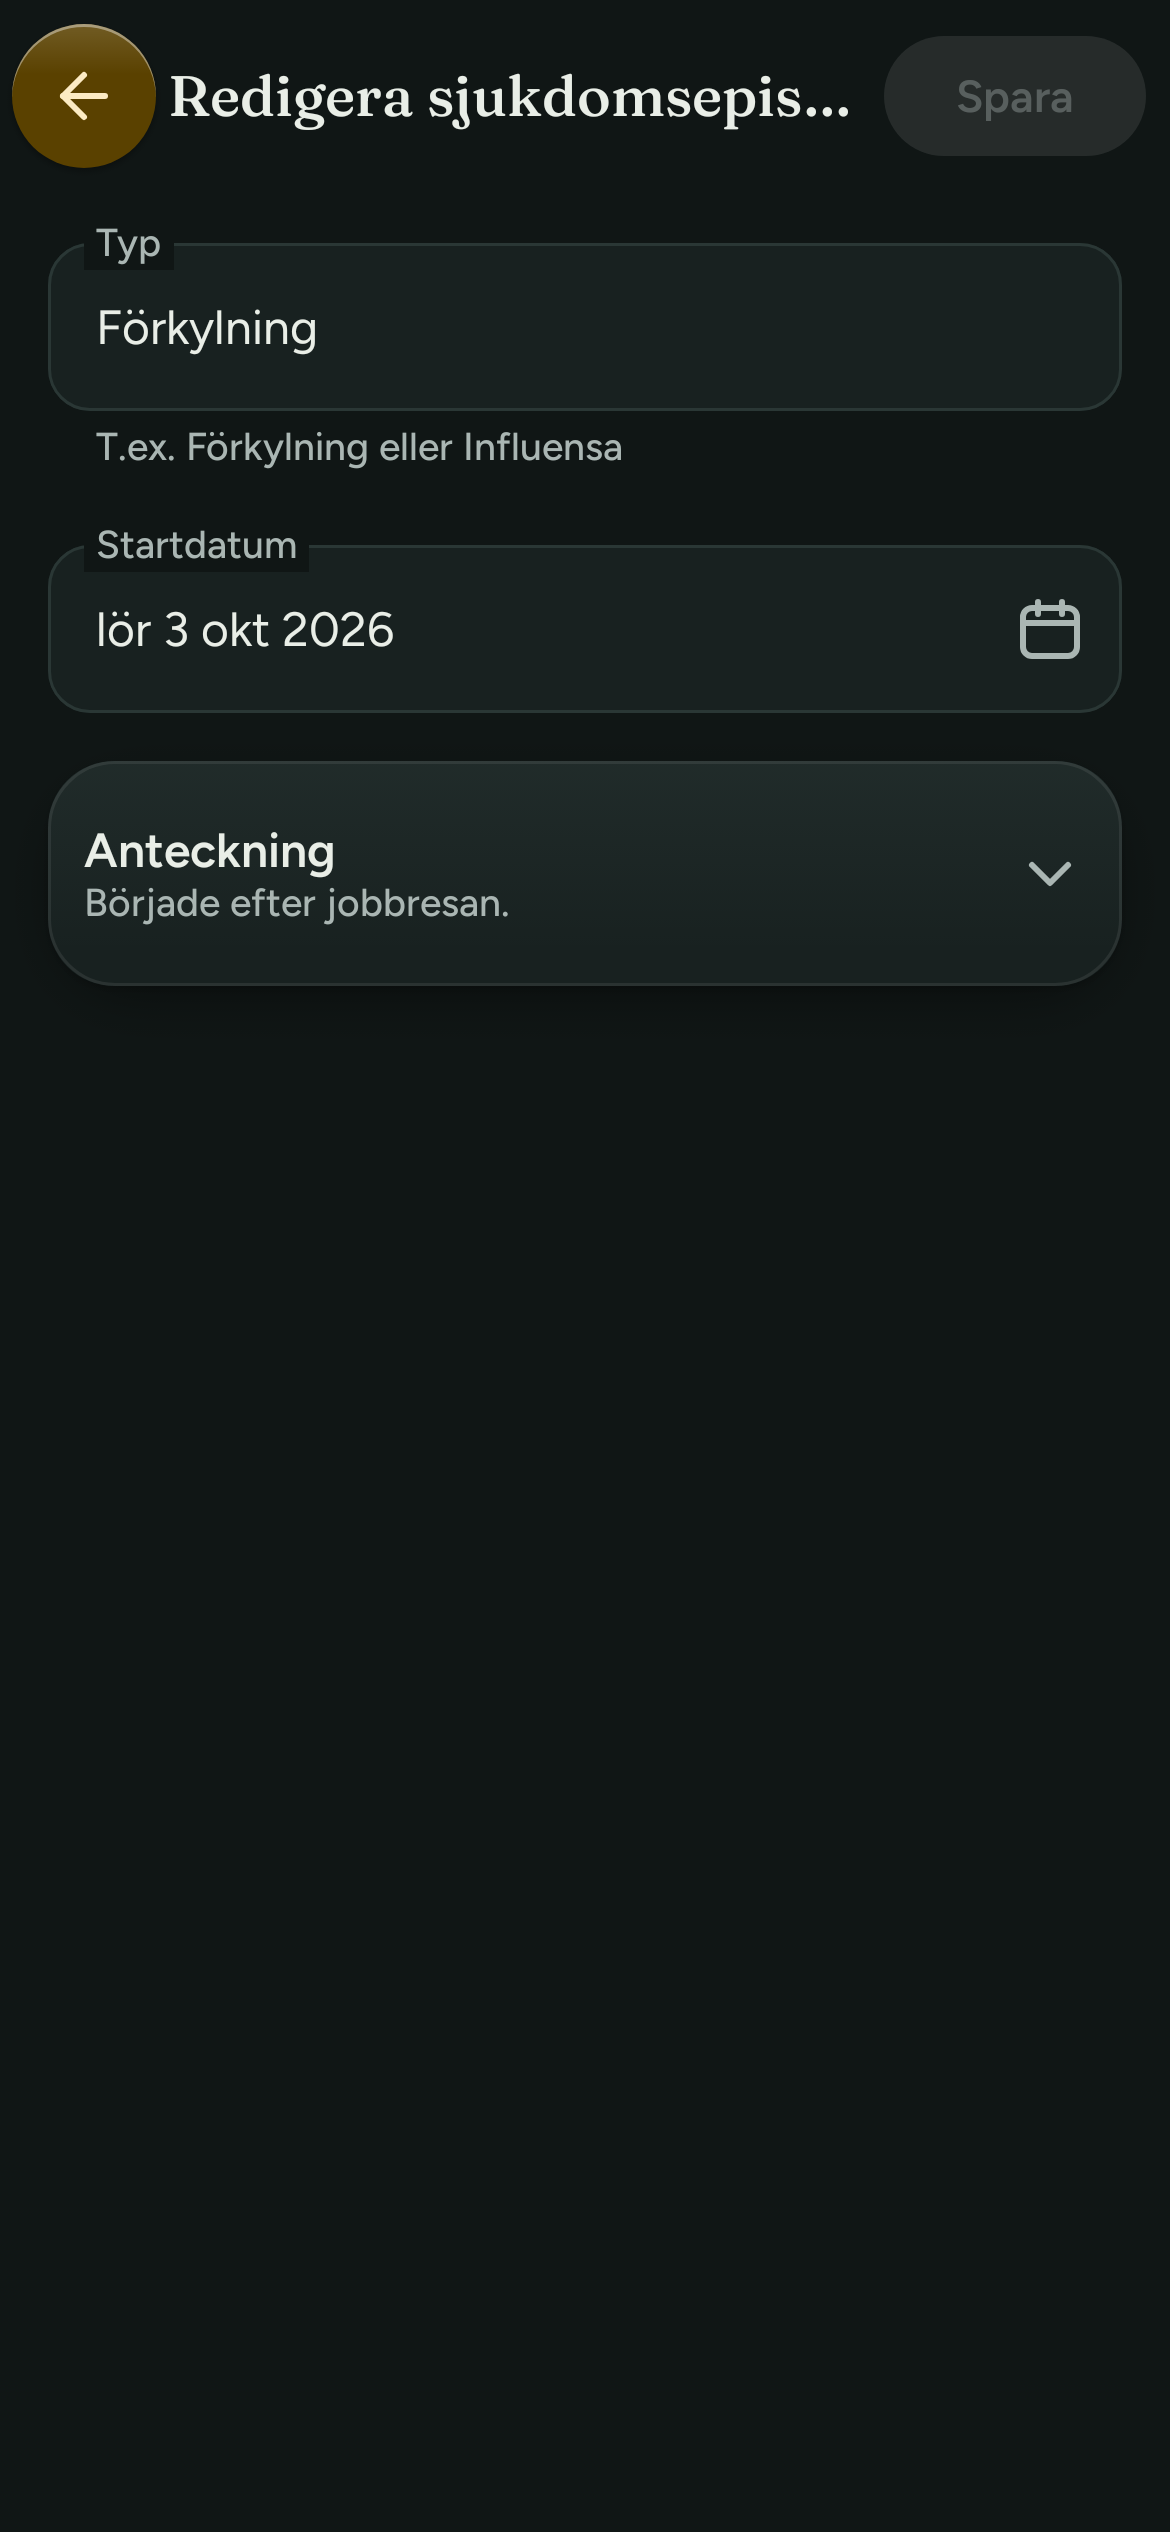 Redigera sjukdomsepis...
Spara
Typ
Förkylning
T.ex. Förkylning eller Influensa
Startdatum
lör 3 okt 2026
Anteckning
Började efter jobbresan.